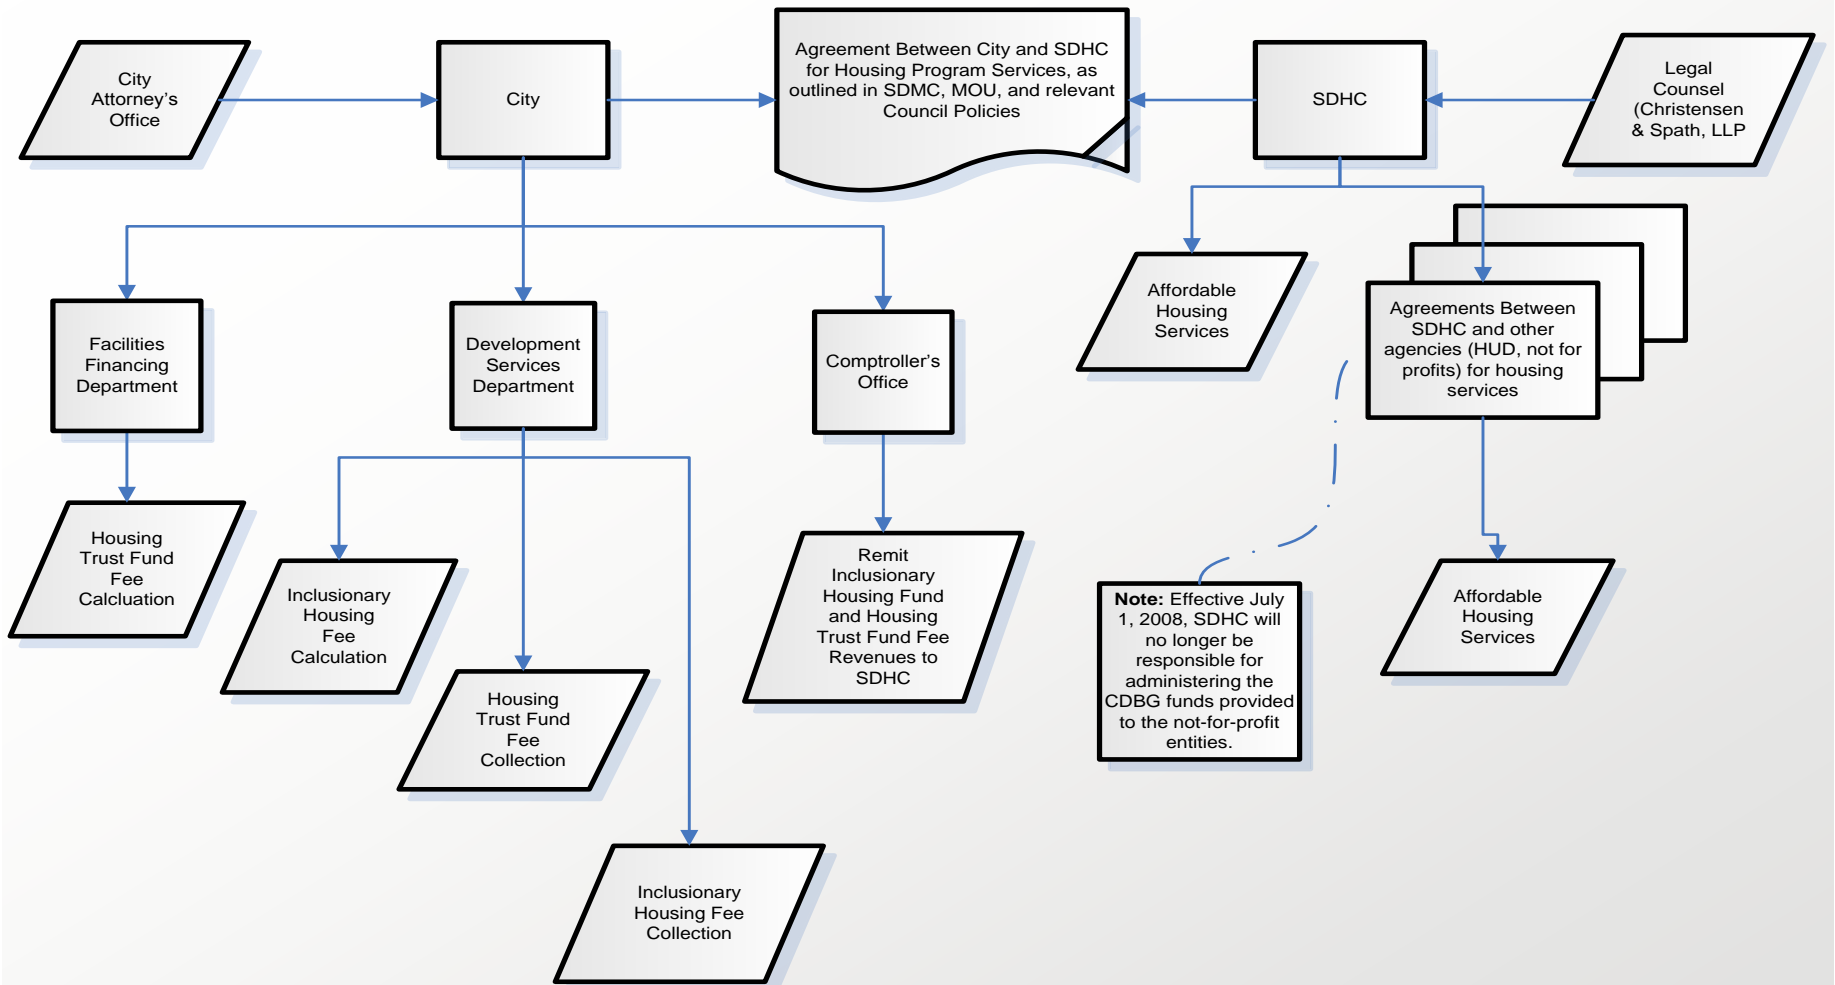 City
Attorney's
Office
City
Agreement Between City and SDHC
for Housing Program Services, as
outlined in SDMC, MOU, and relevant
Council Policies
SDHC
Legal
Counsel
(Christensen
& Spath, LLP
Facilities
Financing
Department
Development
Services
Department
Comptroller's
Office
Affordable
Housing
Services
Agreements Between
SDHC and other
agencies (HUD, not for
profits) for housing
services
Housing
Trust Fund
Fee
Calcluation
Inclusionary
Housing
Fee
Calculation
Housing
Trust Fund
Fee
Collection
Inclusionary
Housing Fee
Collection
Remit
Inclusionary
Housing Fund
and Housing
Trust Fund Fee
Revenues to
SDHC
Note: Effective July
1, 2008, SDHC will
no longer be
responsible for
administering the
CDBG funds provided
to the not-for-profit
entities.
Affordable
Housing
Services